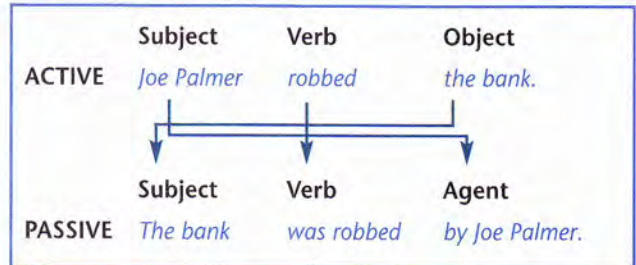 Subject Verb Object
ACTIVE Joe Palmer robbed the bank.
Subject Verb Agent
PASSIVE The bank was robbed by Joe Palmer.